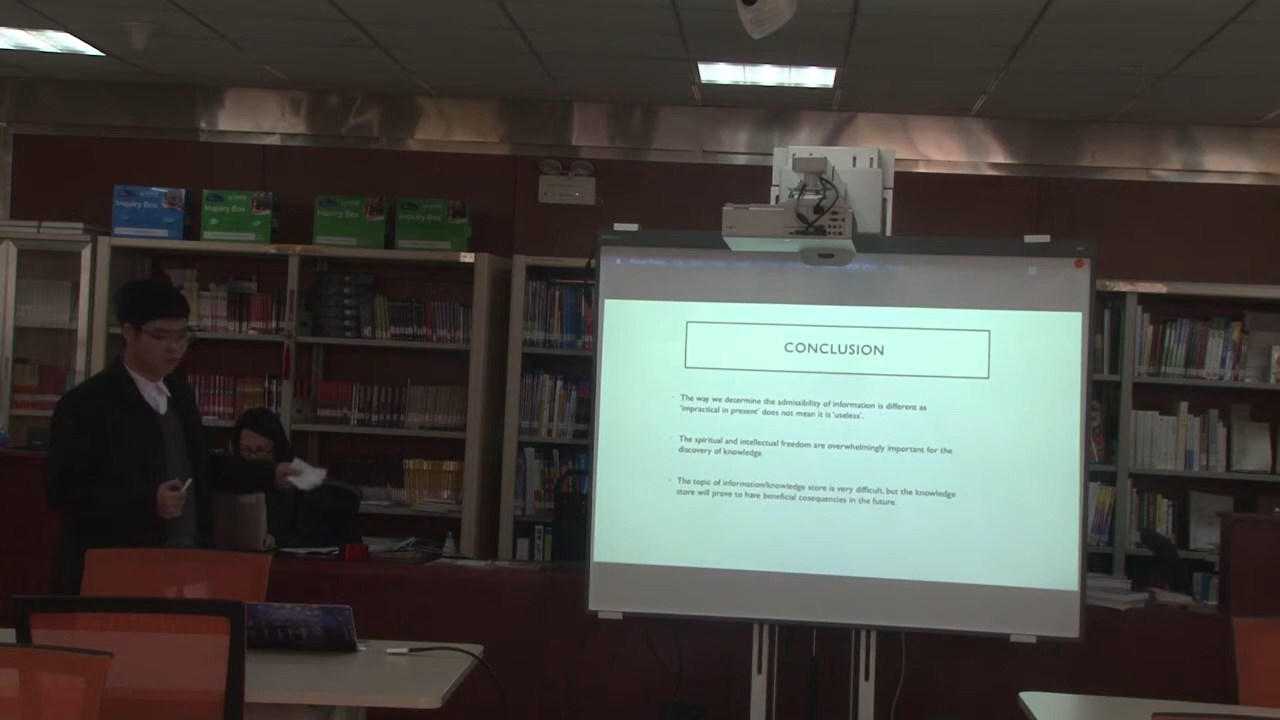 Inquiry Box
Inquiry Box
Inquiry Box
Inquiry Box
CONCLUSION
The way we determine the admissibility of information is different as
'impractical in present' does not mean it is 'useless'.
The spiritual and intellectual freedom are overwhelmingly important for the
discovery of knowledge.
The topic of information/knowledge store is very difficult, but the knowledge
store will prove to have beneficial cosequencies in the future.